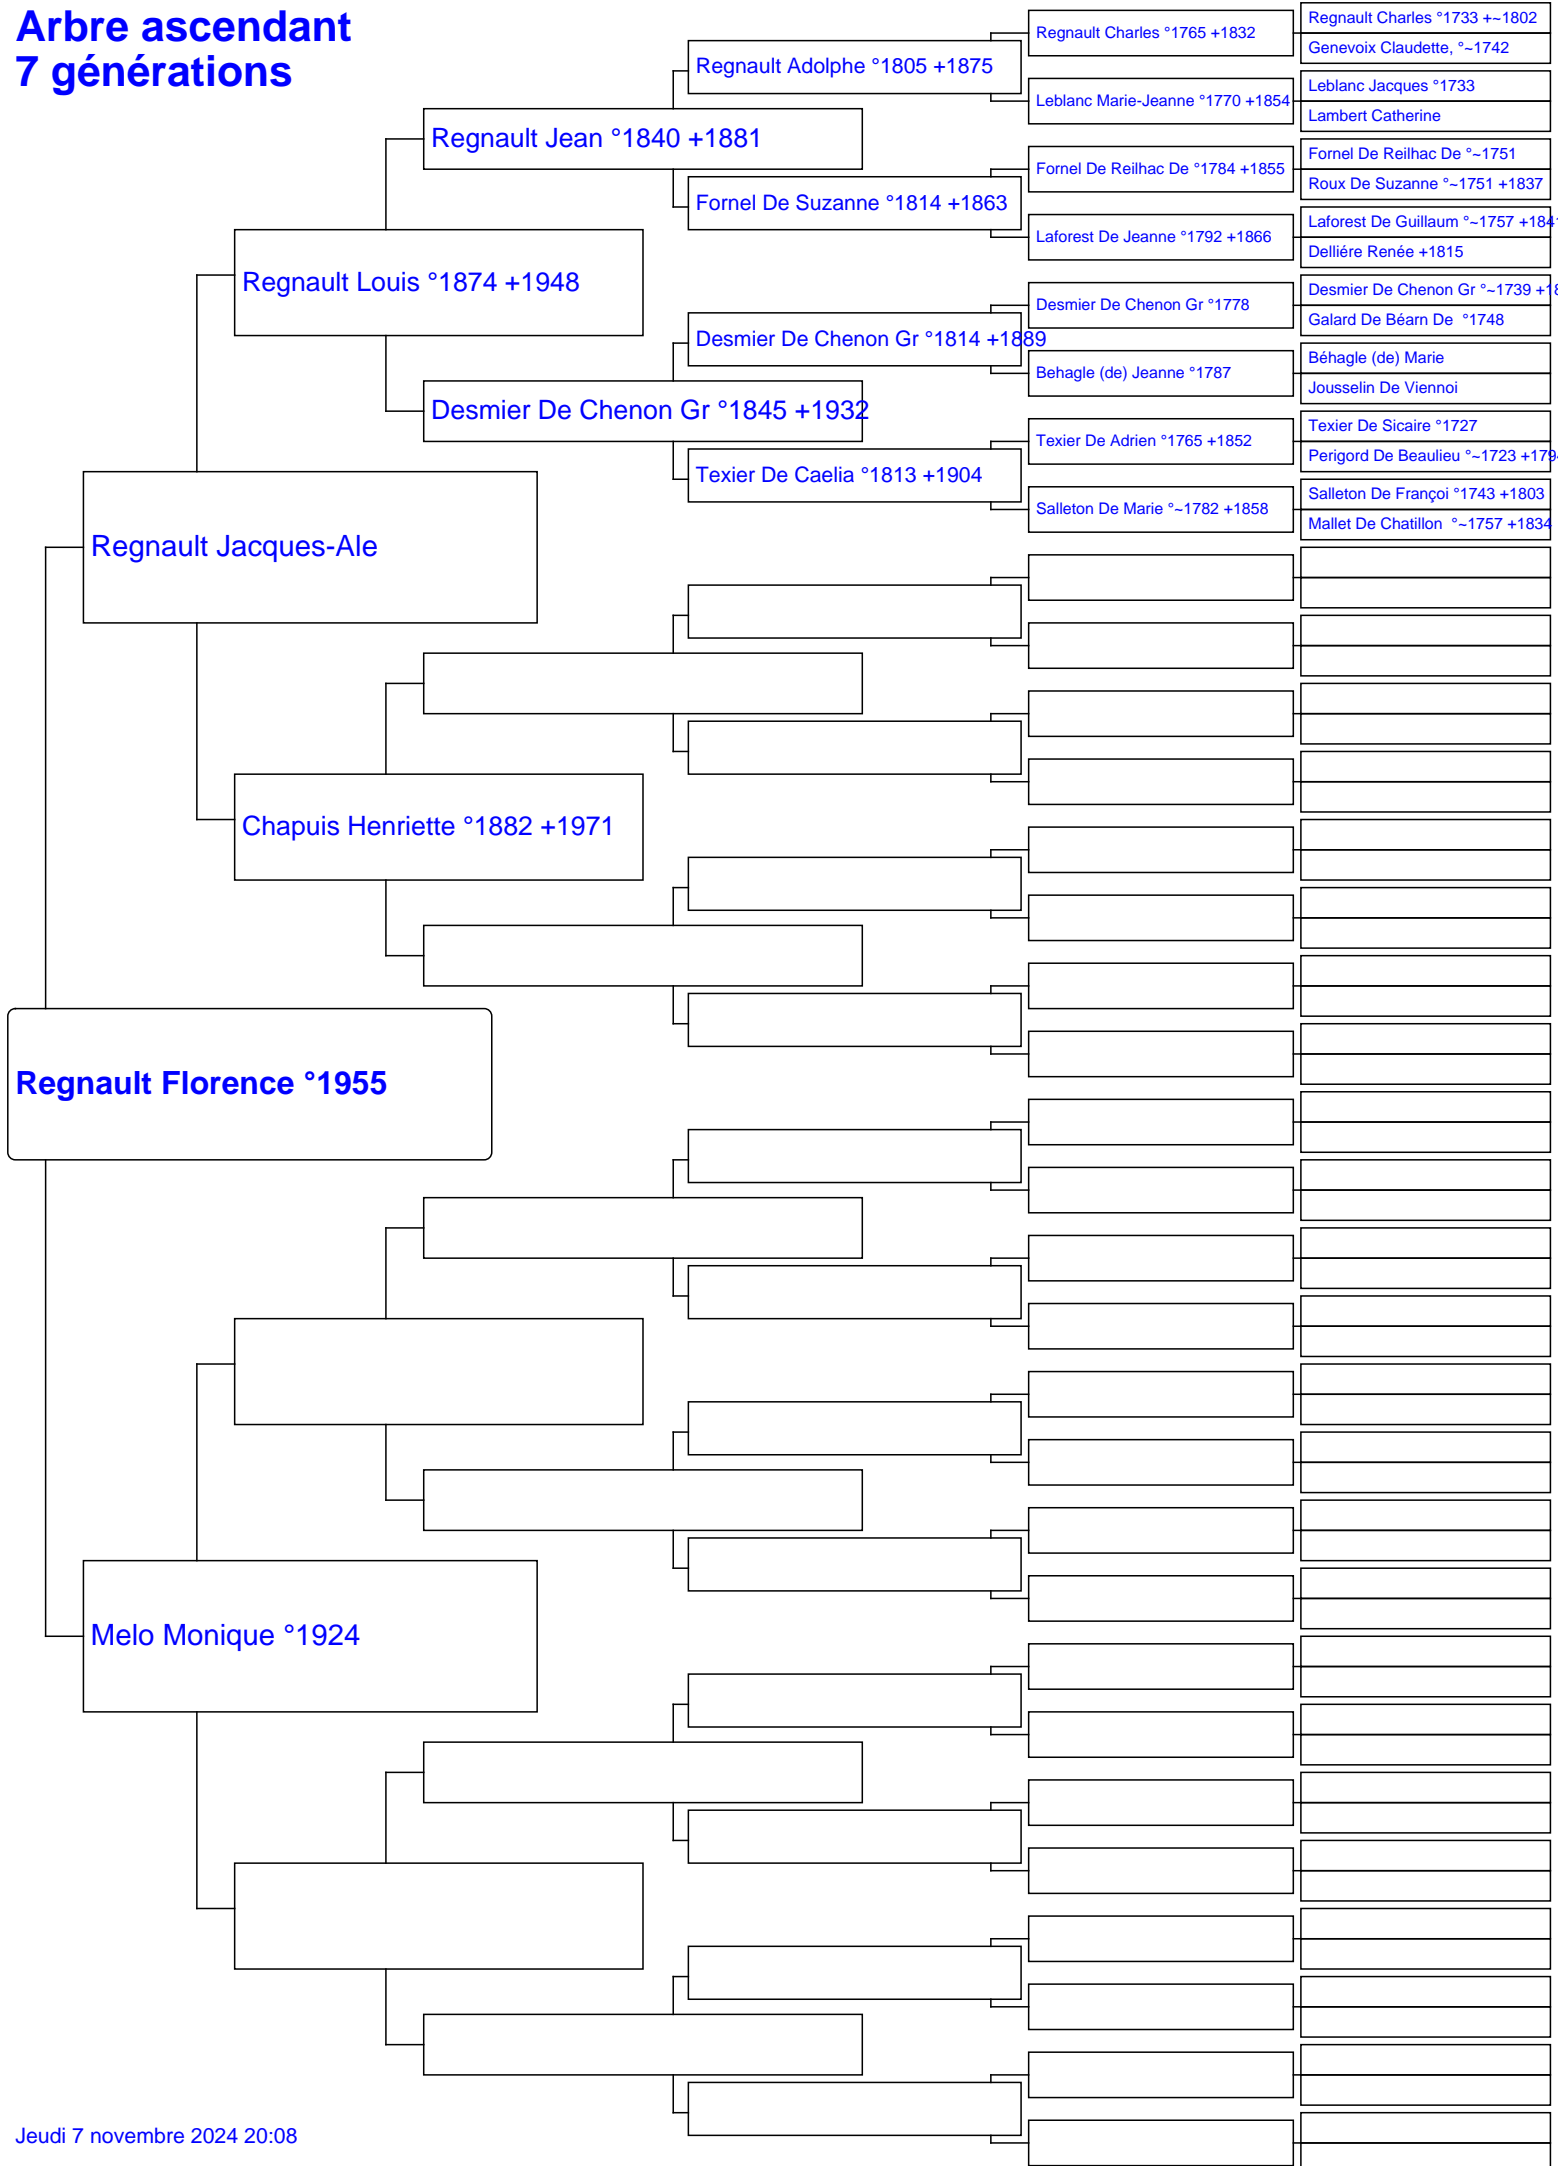 Arbre ascendant
7 générations
Regnault Florence °1955
Regnault Jacques-Ale
Melo Monique °1924
Regnault Louis °1874 +1948
Chapuis Henriette °1882 +1971
Regnault Jean °1840 +1881
Desmier De Chenon Gr °1845 +1932
Regnault Adolphe °1805 +1875
Fornel De Suzanne °1814 +1863
Desmier De Chenon Gr °1814 +1889
Texier De Caelia °1813 +1904
Regnault Charles °1765 +1832
Leblanc Marie-Jeanne °1770 +1854
Fornel De Reilhac De °1784 +1855
Laforest De Jeanne °1792 +1866
Desmier De Chenon Gr °1778
Behagle (de) Jeanne °1787
Texier De Adrien °1765 +1852
Salleton De Marie °~1782 +1858
Regnault Charles °1733 +~1802
Genevoix Claudette, °~1742
Leblanc Jacques °1733
Lambert Catherine
Fornel De Reilhac De °~1751
Roux De Suzanne °~1751 +1837
Laforest De Guillaum °~1757 +1841
Delliére Renée +1815
Desmier De Chenon Gr °~1739 +18
Galard De Béarn De  °1748
Béhagle (de) Marie
Jousselin De Viennoi
Texier De Sicaire °1727
Perigord De Beaulieu °~1723 +1794
Salleton De Françoi °1743 +1803
Mallet De Chatillon  °~1757 +1834
Jeudi 7 novembre 2024 20:08